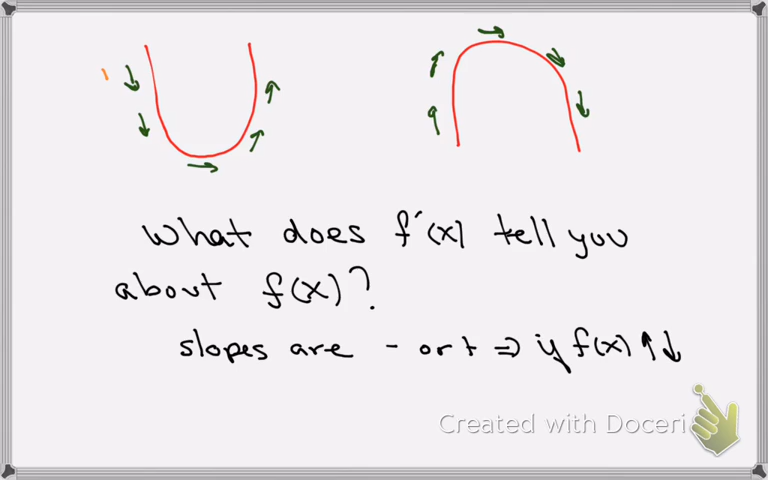 What does f'(x) tell you
about f(x)?
slopes are - or + ⇒ if f(x) ↑↓
Created with Doceri